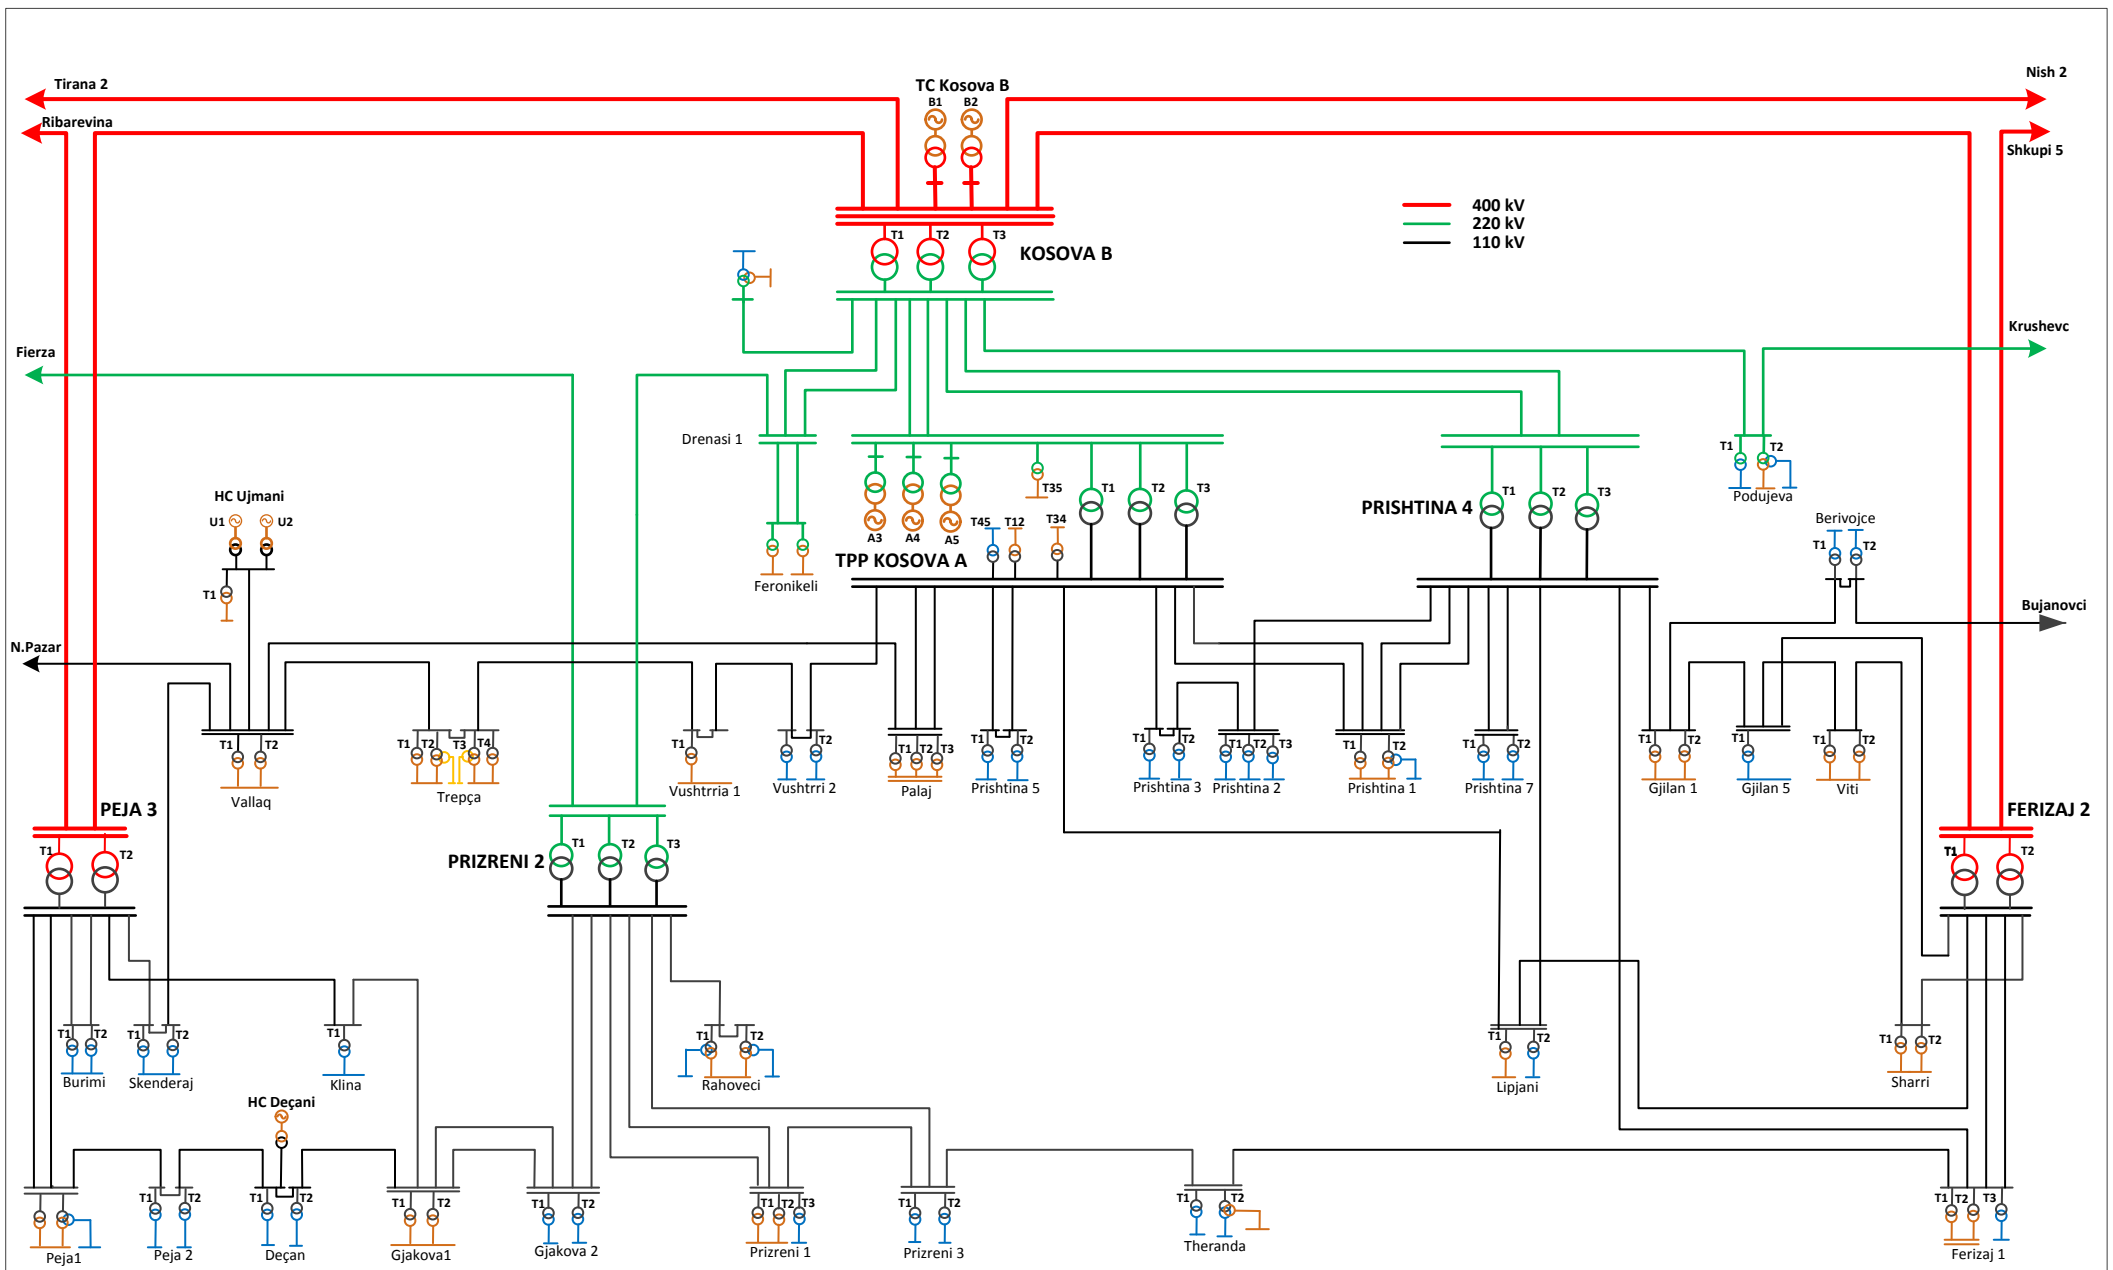 Tirana 2
TC Kosova B
Nish 2
B1 B2
Ribarevina
Shkupi 5
400 kV
220 kV
110 kV
T1 T2 T3
KOSOVA B
Fierza
Krushevc
Drenasi 1
T1 T2
Podujeva
HC Ujmani
U1 U2
T1
T35
T1 T2 T3
A3 A4 A5
T45 T12 T34
TPP KOSOVA A
Feronikeli
PRISHTINA 4
T1 T2 T3
Berivojce
T1 T2
Bujanovci
N.Pazar
T1 T2
Vallaq
T1 T2 T3 T4
Trepça
T1
Vushtrria 1
T2
Vushtrri 2
T1 T2 T3
Palaj
T1 T2
Prishtina 5
T1 T2
Prishtina 3
T1 T2 T3
Prishtina 2
T1 T2
Prishtina 1
T1 T2
Prishtina 7
T1 T2
Gjilan 1
T1
Gjilan 5
T1 T2
Viti
PEJA 3
T1 T2
PRIZRENI 2
T1 T2 T3
FERIZAJ 2
T1 T2
T1 T2
Burimi
T1 T2
Skenderaj
T1
Klina
T1 T2
Rahoveci
T1 T2
Lipjani
T1 T2
Sharri
HC Deçani
Peja1
T1 T2
Peja 2
T1 T2
Deçan
T1 T2
Gjakova1
T1 T2
Gjakova 2
T1 T2 T3
Prizreni 1
T1 T2
Prizreni 3
T1 T2
Theranda
T1 T2 T3
Ferizaj 1